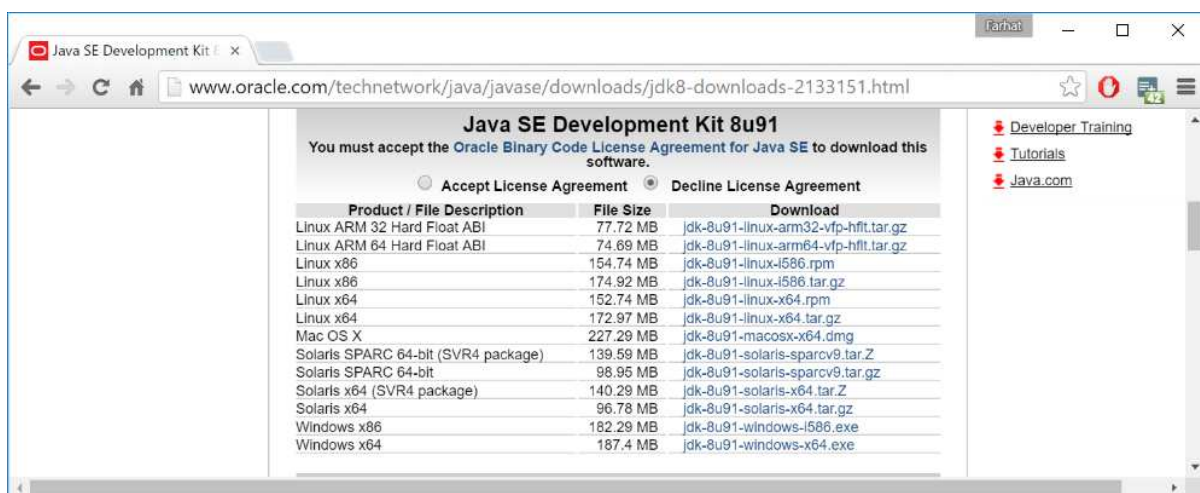 Farhat
Java SE Development Kit 8
www.oracle.com/technetwork/java/javase/downloads/jdk8-downloads-2133151.html
42
Java SE Development Kit 8u91
You must accept the Oracle Binary Code License Agreement for Java SE to download this
software.
Accept License Agreement Decline License Agreement
Product / File Description File Size Download
Linux ARM 32 Hard Float ABI 77.72 MB jdk-8u91-linux-arm32-vfp-hflt.tar.gz
Linux ARM 64 Hard Float ABI 74.69 MB jdk-8u91-linux-arm64-vfp-hflt.tar.gz
Linux x86 154.74 MB jdk-8u91-linux-i586.rpm
Linux x86 174.92 MB jdk-8u91-linux-i586.tar.gz
Linux x64 152.74 MB jdk-8u91-linux-x64.rpm
Linux x64 172.97 MB jdk-8u91-linux-x64.tar.gz
Mac OS X 227.29 MB jdk-8u91-macosx-x64.dmg
Solaris SPARC 64-bit (SVR4 package) 139.59 MB jdk-8u91-solaris-sparcv9.tar.Z
Solaris SPARC 64-bit 98.95 MB jdk-8u91-solaris-sparcv9.tar.gz
Solaris x64 (SVR4 package) 140.29 MB jdk-8u91-solaris-x64.tar.Z
Solaris x64 96.78 MB jdk-8u91-solaris-x64.tar.gz
Windows x86 182.29 MB jdk-8u91-windows-i586.exe
Windows x64 187.4 MB jdk-8u91-windows-x64.exe
Developer Training
Tutorials
Java.com